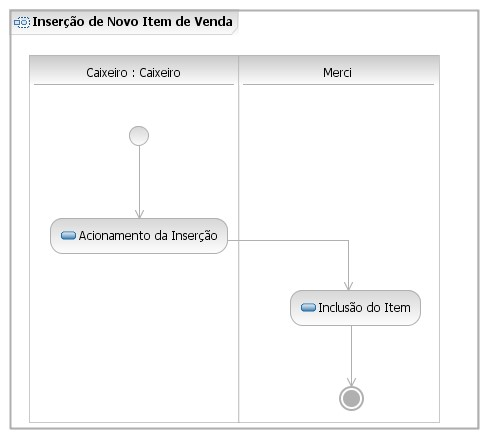 Inserção de Novo Item de Venda
Caixeiro : Caixeiro
Merci
Acionamento da Inserção
Inclusão do Item